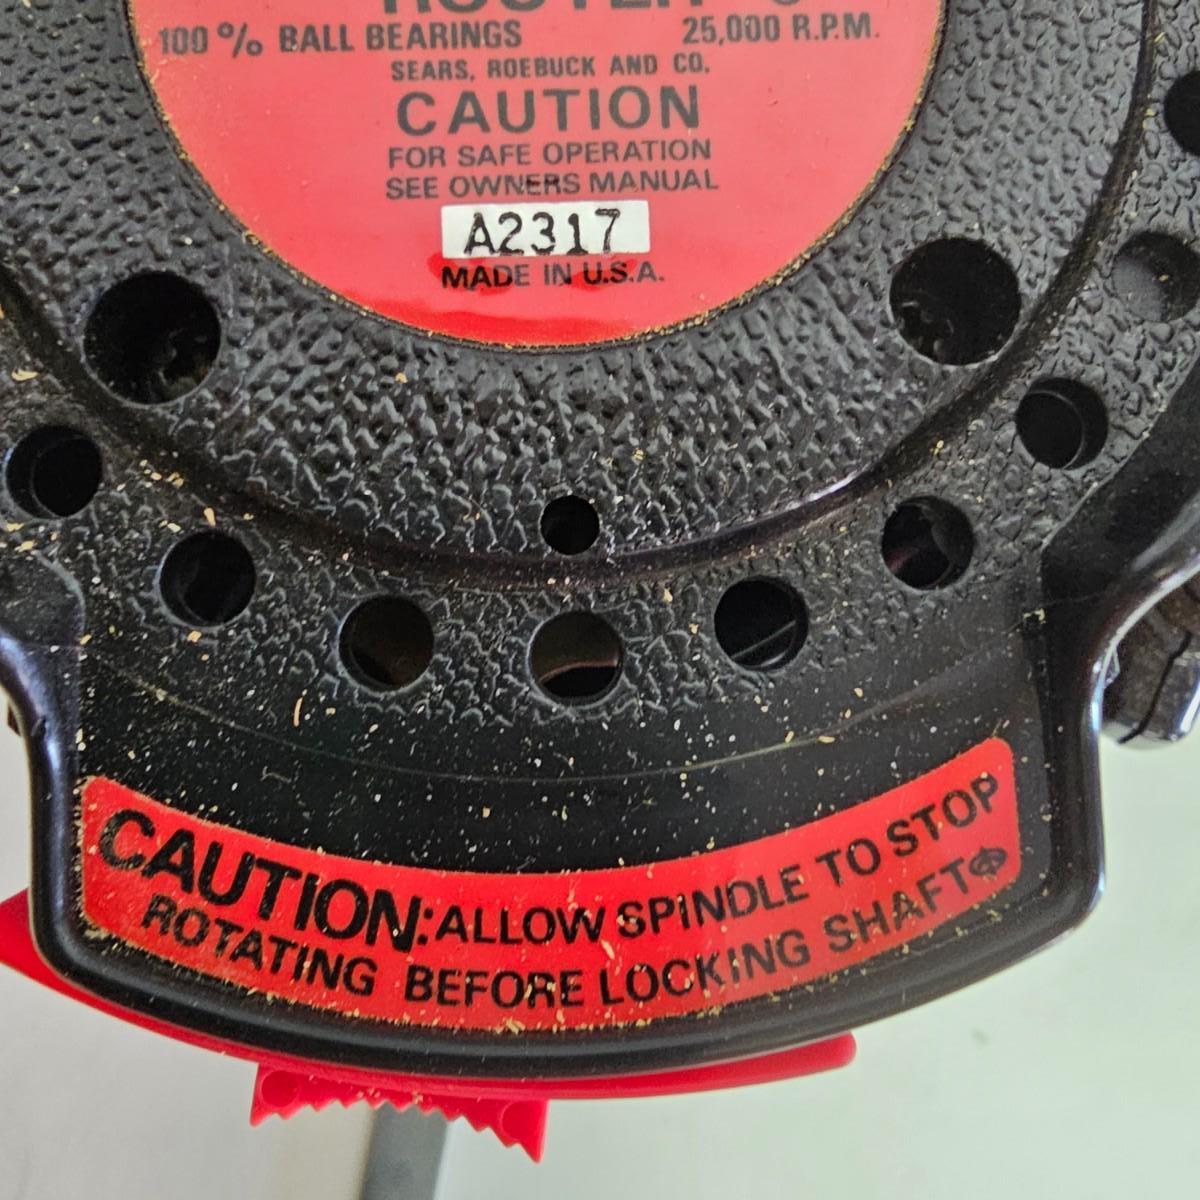 ROUTER
100% BALL BEARINGS 25,000 R.P.M.
SEARS, ROEBUCK AND CO.
CAUTION
FOR SAFE OPERATION
SEE OWNERS MANUAL
A2317
MADE IN U.S.A.
CAUTION: ALLOW SPINDLE TO STOP
ROTATING BEFORE LOCKING SHAFT